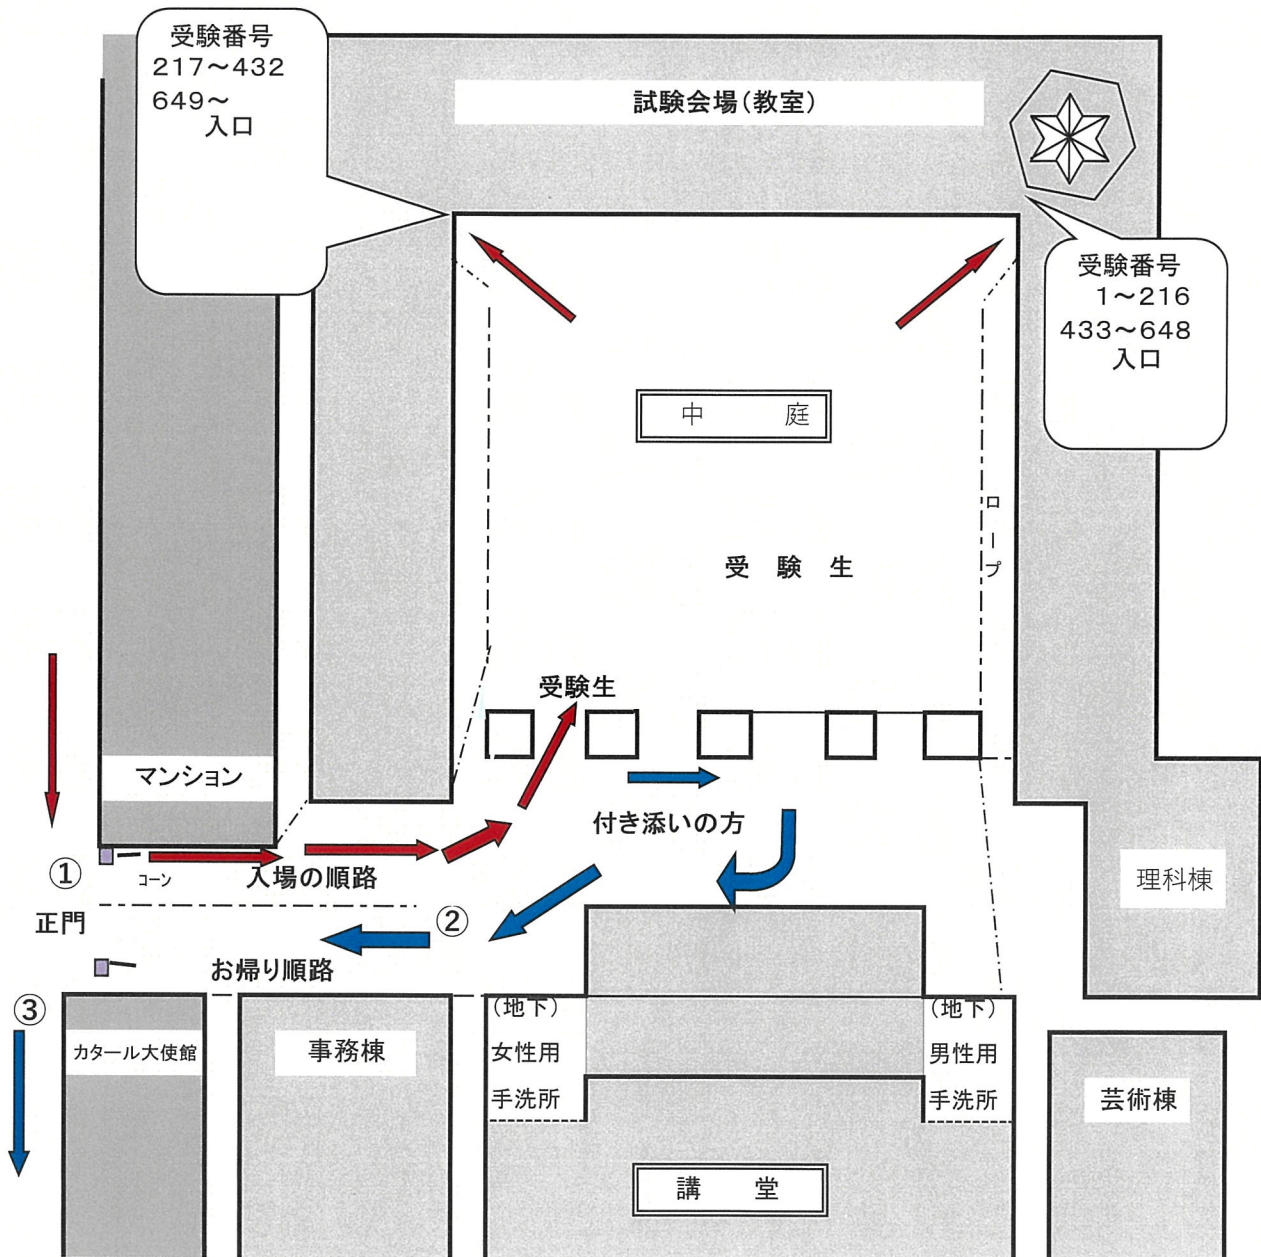 受験番号
217～432
649～
入口
試験会場(教室)
受験番号
1～216
433～648
入口
中　庭
ロープ
受　験　生
受験生
マンション
付き添いの方
①
コーン
入場の順路
理科棟
正門
②
お帰り順路
③
カタール大使館
事務棟
(地下)
女性用
手洗所
(地下)
男性用
手洗所
芸術棟
講　堂